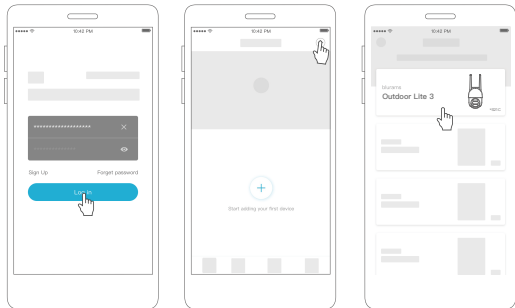 10:42 PM
*******************
Sign Up
Forget password
Log in
10:42 PM
Start adding your first device
10:42 PM
Outdoor Lite 3